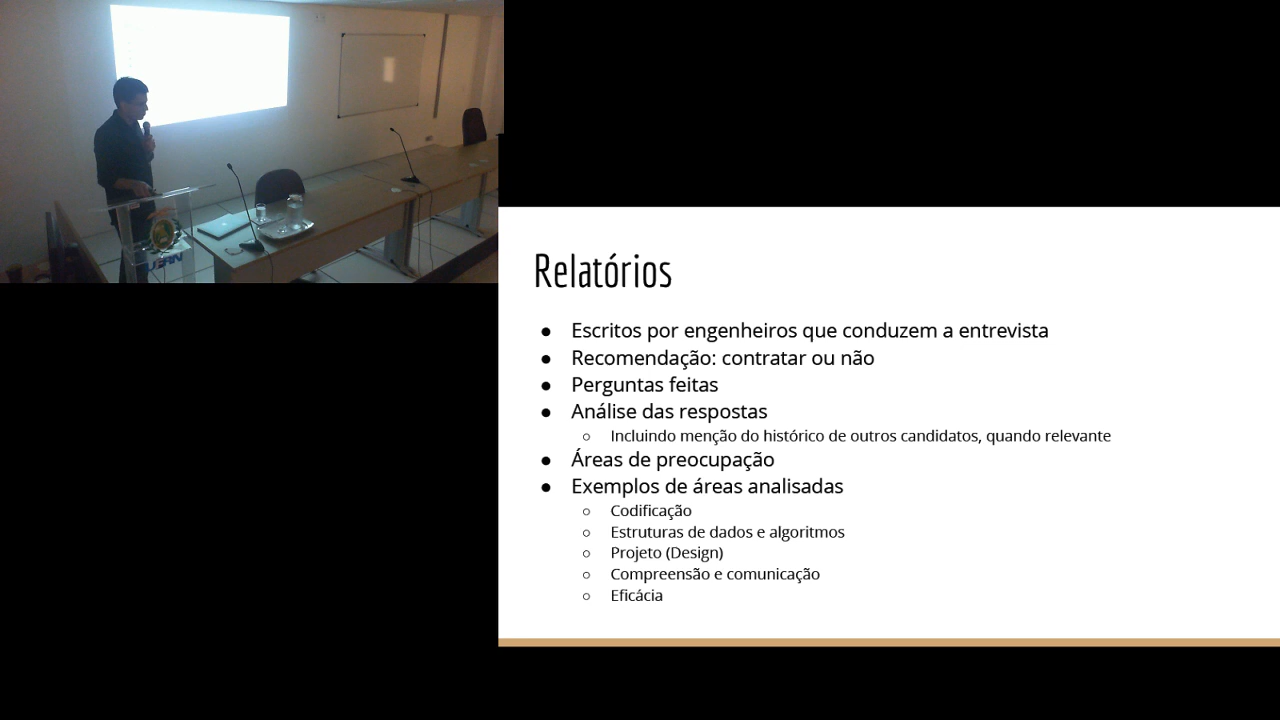 Relatórios
● Escritos por engenheiros que conduzem a entrevista
● Recomendação: contratar ou não
● Perguntas feitas
● Análise das respostas
○ Incluindo menção do histórico de outros candidatos, quando relevante
● Áreas de preocupação
● Exemplos de áreas analisadas
○ Codificação
○ Estruturas de dados e algoritmos
○ Projeto (Design)
○ Compreensão e comunicação
○ Eficácia